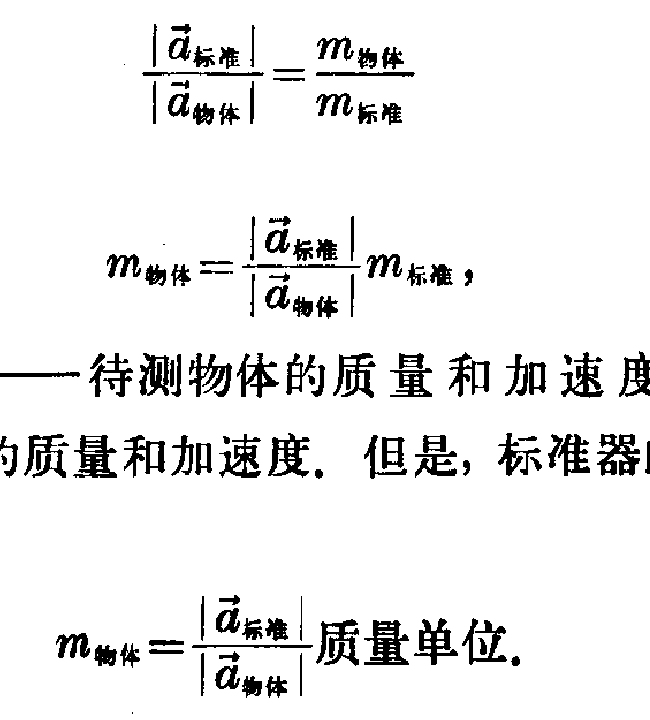 |a⃗标准| / |a⃗物体| = m物体 / m标准
m物体 = |a⃗标准| / |a⃗物体| m标准,
——待测物体的质量和加速度
的质量和加速度. 但是, 标准器
m物体 = |a⃗标准| / |a⃗物体| 质量单位.